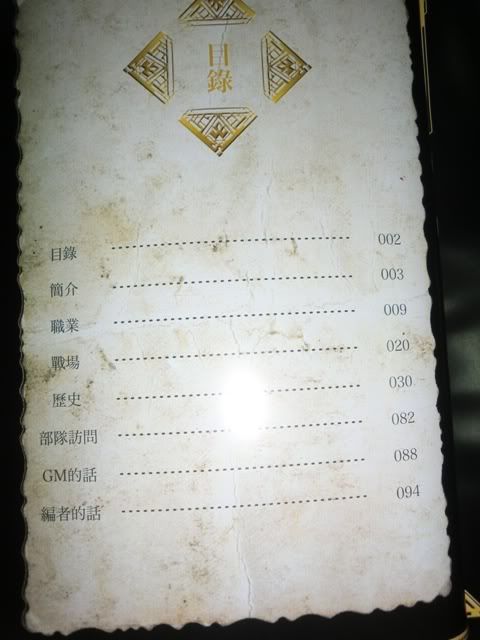 目錄
目錄 002
簡介 003
職業 009
戰場 020
歷史 030
部隊訪問 082
GM的話 088
編者的話 094